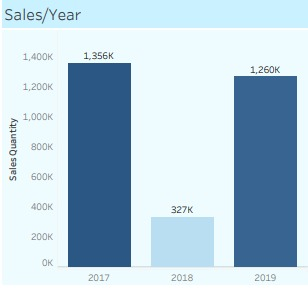 Sales/Year
1,400K
1,200K
1,000K
800K
600K
400K
200K
0K
Sales Quantity
1,356K
327K
1,260K
2017
2018
2019